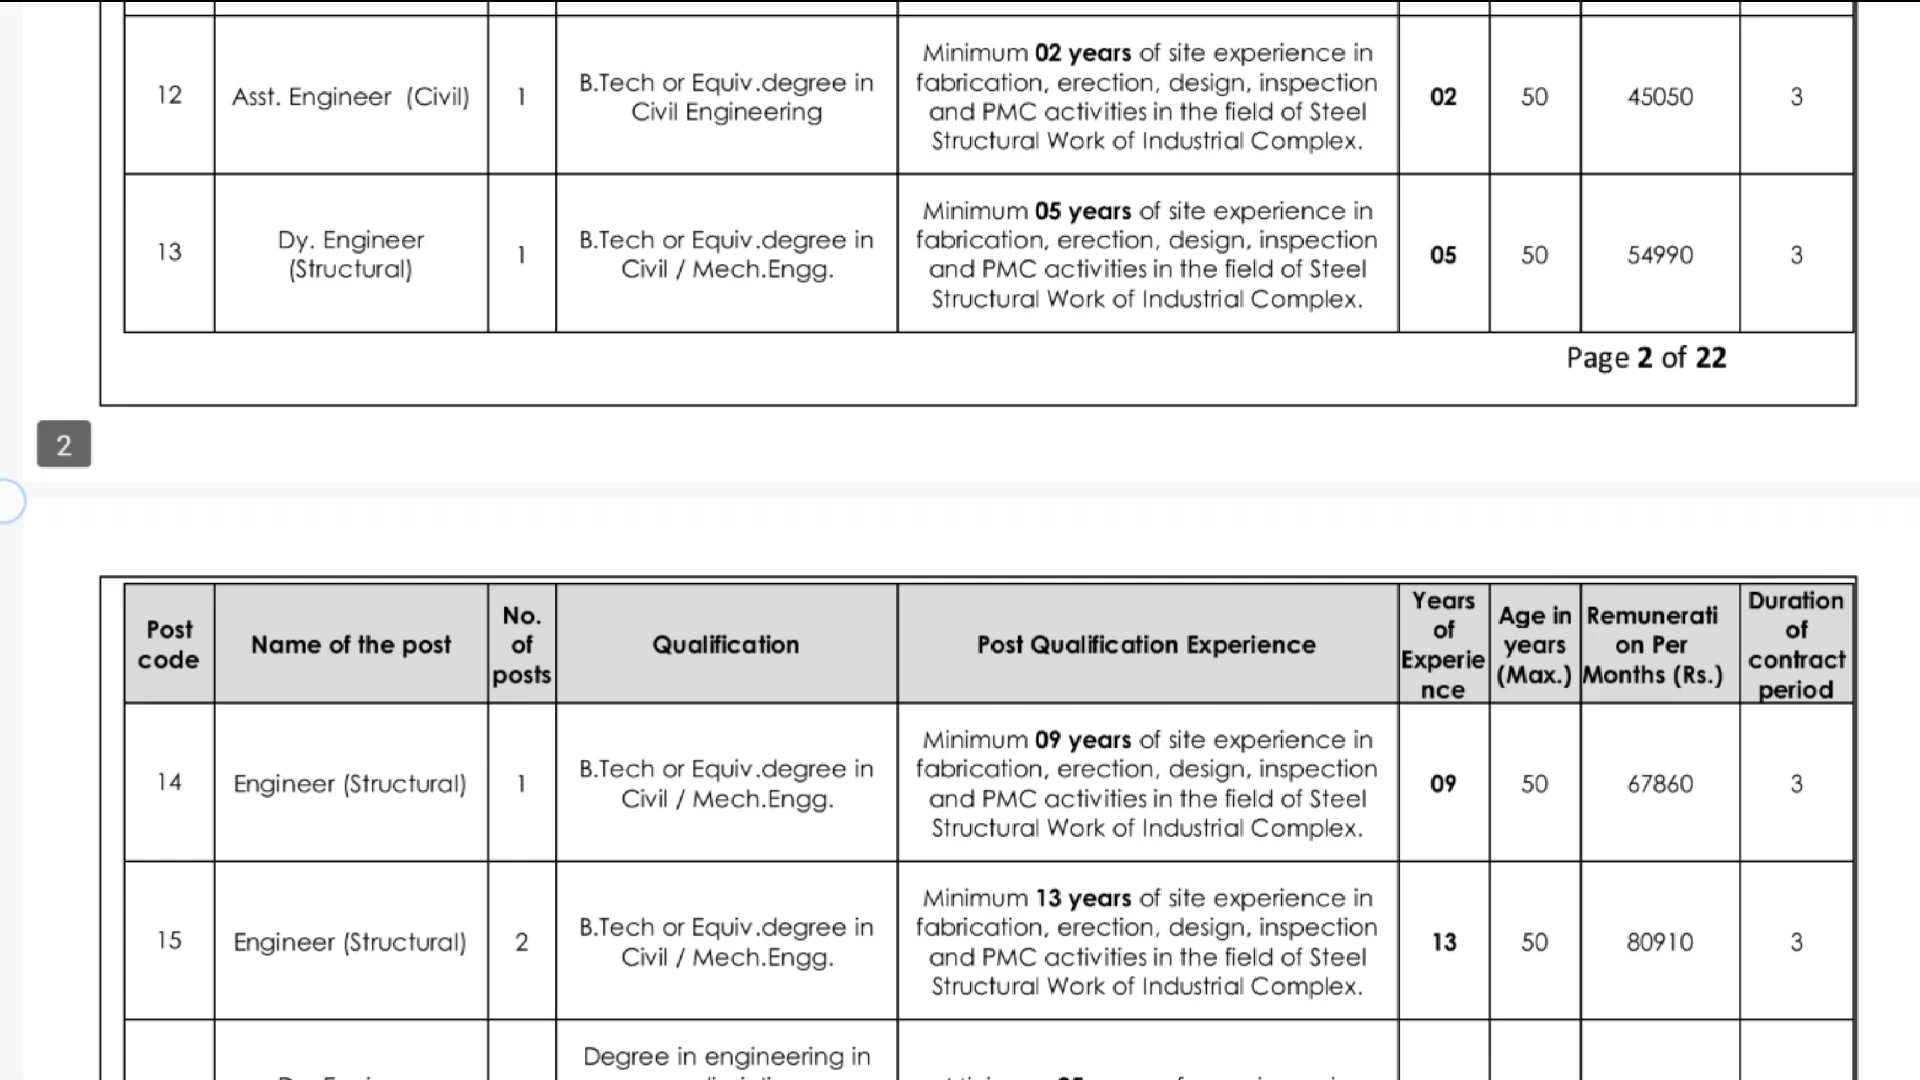 12
Asst. Engineer (Civil)
1
B.Tech or Equiv.degree in
Civil Engineering
Minimum 02 years of site experience in
fabrication, erection, design, inspection
and PMC activities in the field of Steel
Structural Work of Industrial Complex.
02
50
45050
3
13
Dy. Engineer
(Structural)
1
B.Tech or Equiv.degree in
Civil / Mech.Engg.
Minimum 05 years of site experience in
fabrication, erection, design, inspection
and PMC activities in the field of Steel
Structural Work of Industrial Complex.
05
50
54990
3
Page 2 of 22
2
Post
code
Name of the post
No.
of
posts
Qualification
Post Qualification Experience
Years
of
Experie
nce
Age in
years
(Max.)
Remunerati
on Per
Months (Rs.)
Duration
of
contract
period
14
Engineer (Structural)
1
B.Tech or Equiv.degree in
Civil / Mech.Engg.
Minimum 09 years of site experience in
fabrication, erection, design, inspection
and PMC activities in the field of Steel
Structural Work of Industrial Complex.
09
50
67860
3
15
Engineer (Structural)
2
B.Tech or Equiv.degree in
Civil / Mech.Engg.
Minimum 13 years of site experience in
fabrication, erection, design, inspection
and PMC activities in the field of Steel
Structural Work of Industrial Complex.
13
50
80910
3
Degree in engineering in